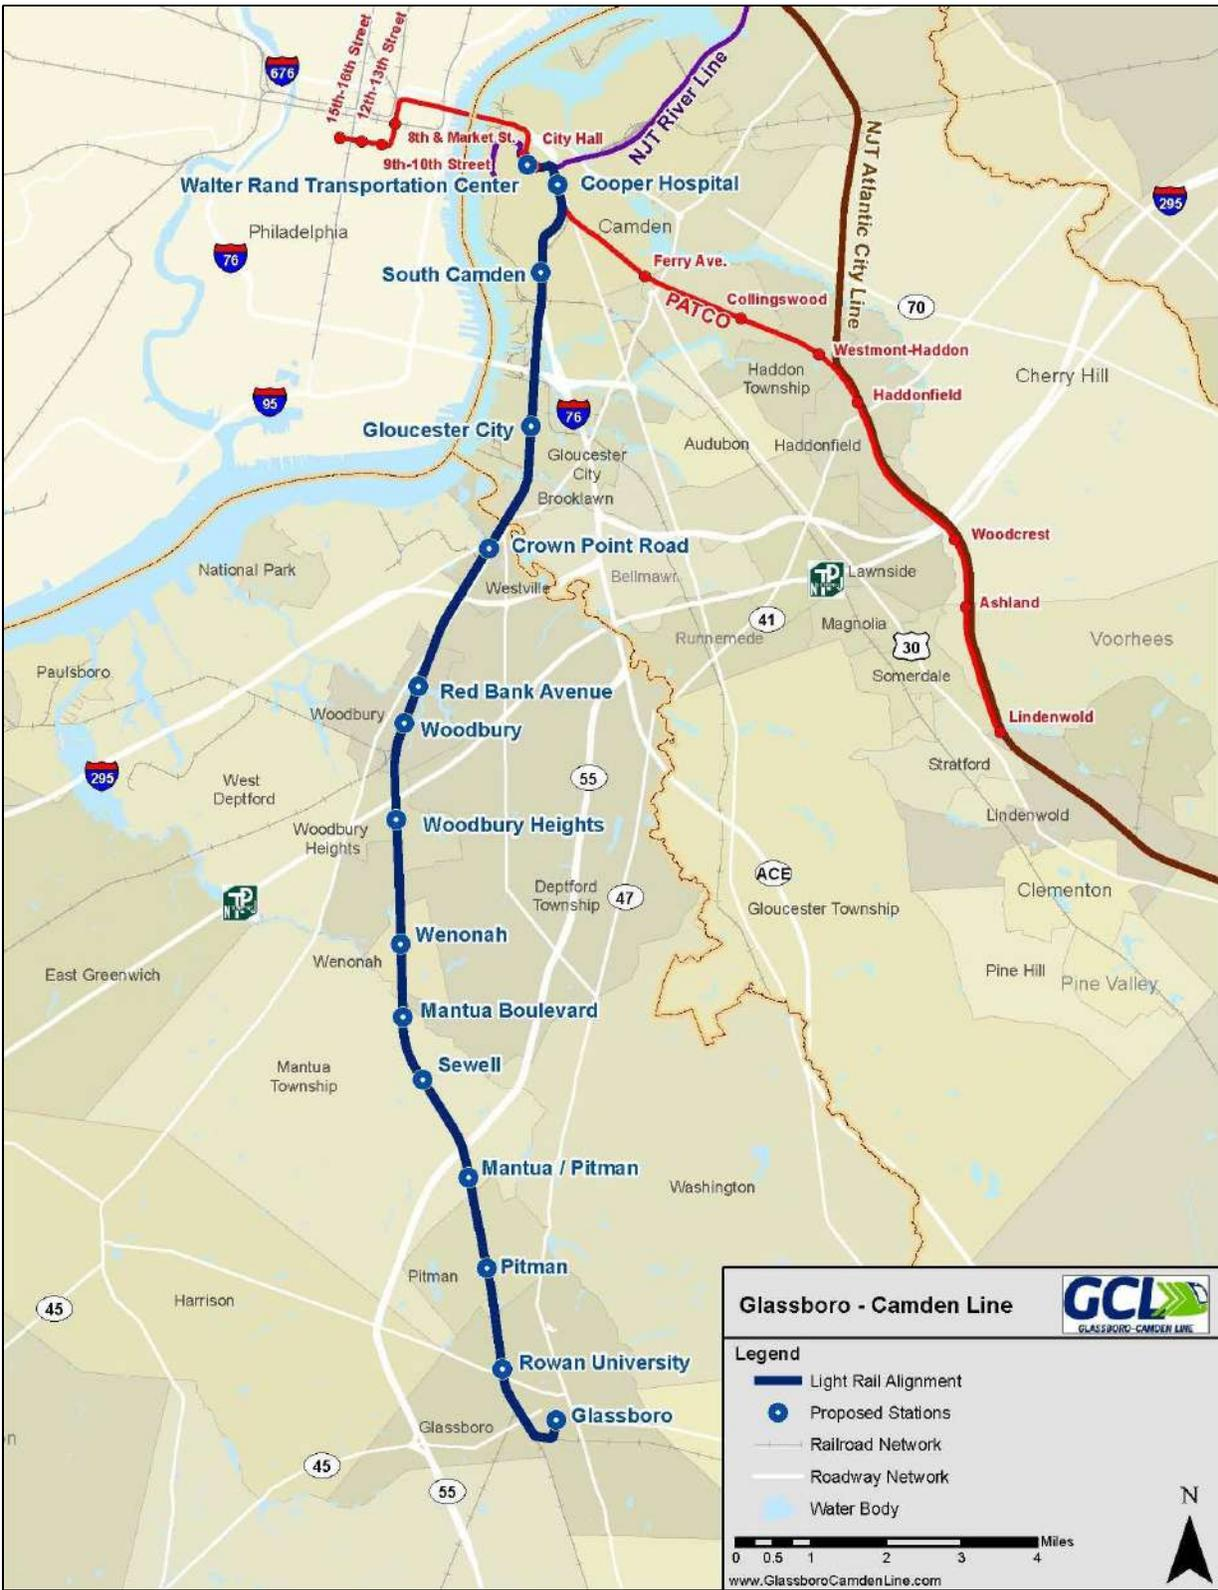 676
15th-16th Street
12th-13th Street
8th & Market St.
9th-10th Street
City Hall
NJT River Line
NJT Atlantic City Line
295
Walter Rand Transportation Center
Cooper Hospital
Philadelphia
Camden
76
South Camden
Ferry Ave.
PATCO
Collingswood
70
Westmont-Haddon
Haddon
Township
Cherry Hill
95
76
Haddonfield
Gloucester City
Gloucester
City
Audubon
Haddonfield
Brooklawn
Woodcrest
Crown Point Road
National Park
Westville
Bellmawr
Lawnside
Ashland
41
Magnolia
Runnemede
30
Voorhees
Paulsboro
Somerdale
Red Bank Avenue
Woodbury
Woodbury
Lindenwold
Stratford
295
West
Deptford
55
Woodbury Heights
Woodbury
Heights
Lindenwold
ACE
Deptford
Township
47
Clementon
Gloucester Township
Wenonah
Wenonah
East Greenwich
Pine Hill
Pine Valley
Mantua Boulevard
Sewell
Mantua
Township
Mantua / Pitman
Washington
Pitman
Pitman
45
Harrison
Rowan University
Glassboro
Glassboro
45
55
Glassboro - Camden Line
GCL
GLASSBORO-CAMDEN LINE
Legend
Light Rail Alignment
Proposed Stations
Railroad Network
Roadway Network
Water Body
N
Miles
0 0.5 1 2 3 4
www.GlassboroCamdenLine.com